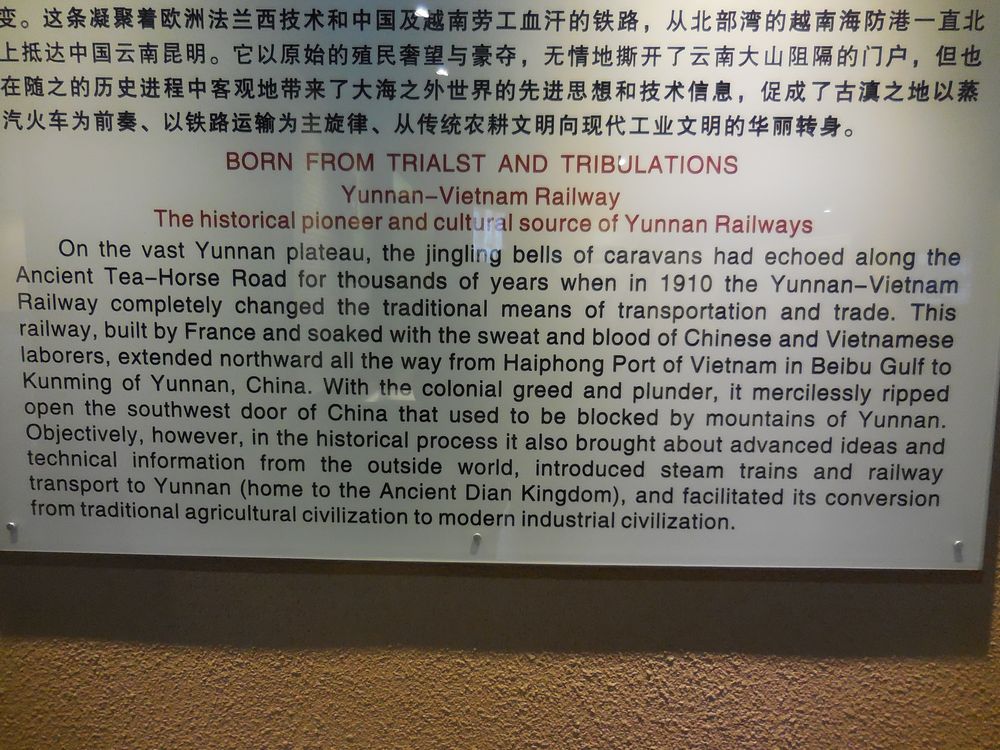 变。这条凝聚着欧洲法兰西技术和中国及越南劳工血汗的铁路，从北部湾的越南海防港一直北
上抵达中国云南昆明。它以原始的殖民奢望与豪夺，无情地撕开了云南大山阻隔的门户，但也
在随之的历史进程中客观地带来了大海之外世界的先进思想和技术信息，促成了古滇之地以蒸
汽火车为前奏、以铁路运输为主旋律、从传统农耕文明向现代工业文明的华丽转身。
BORN FROM TRIALST AND TRIBULATIONS
Yunnan–Vietnam Railway
The historical pioneer and cultural source of Yunnan Railways
On the vast Yunnan plateau, the jingling bells of caravans had echoed along the
Ancient Tea–Horse Road for thousands of years when in 1910 the Yunnan–Vietnam
Railway completely changed the traditional means of transportation and trade. This
railway, built by France and soaked with the sweat and blood of Chinese and Vietnamese
laborers, extended northward all the way from Haiphong Port of Vietnam in Beibu Gulf to
Kunming of Yunnan, China. With the colonial greed and plunder, it mercilessly ripped
open the southwest door of China that used to be blocked by mountains of Yunnan.
Objectively, however, in the historical process it also brought about advanced ideas and
technical information from the outside world, introduced steam trains and railway
transport to Yunnan (home to the Ancient Dian Kingdom), and facilitated its conversion
from traditional agricultural civilization to modern industrial civilization.